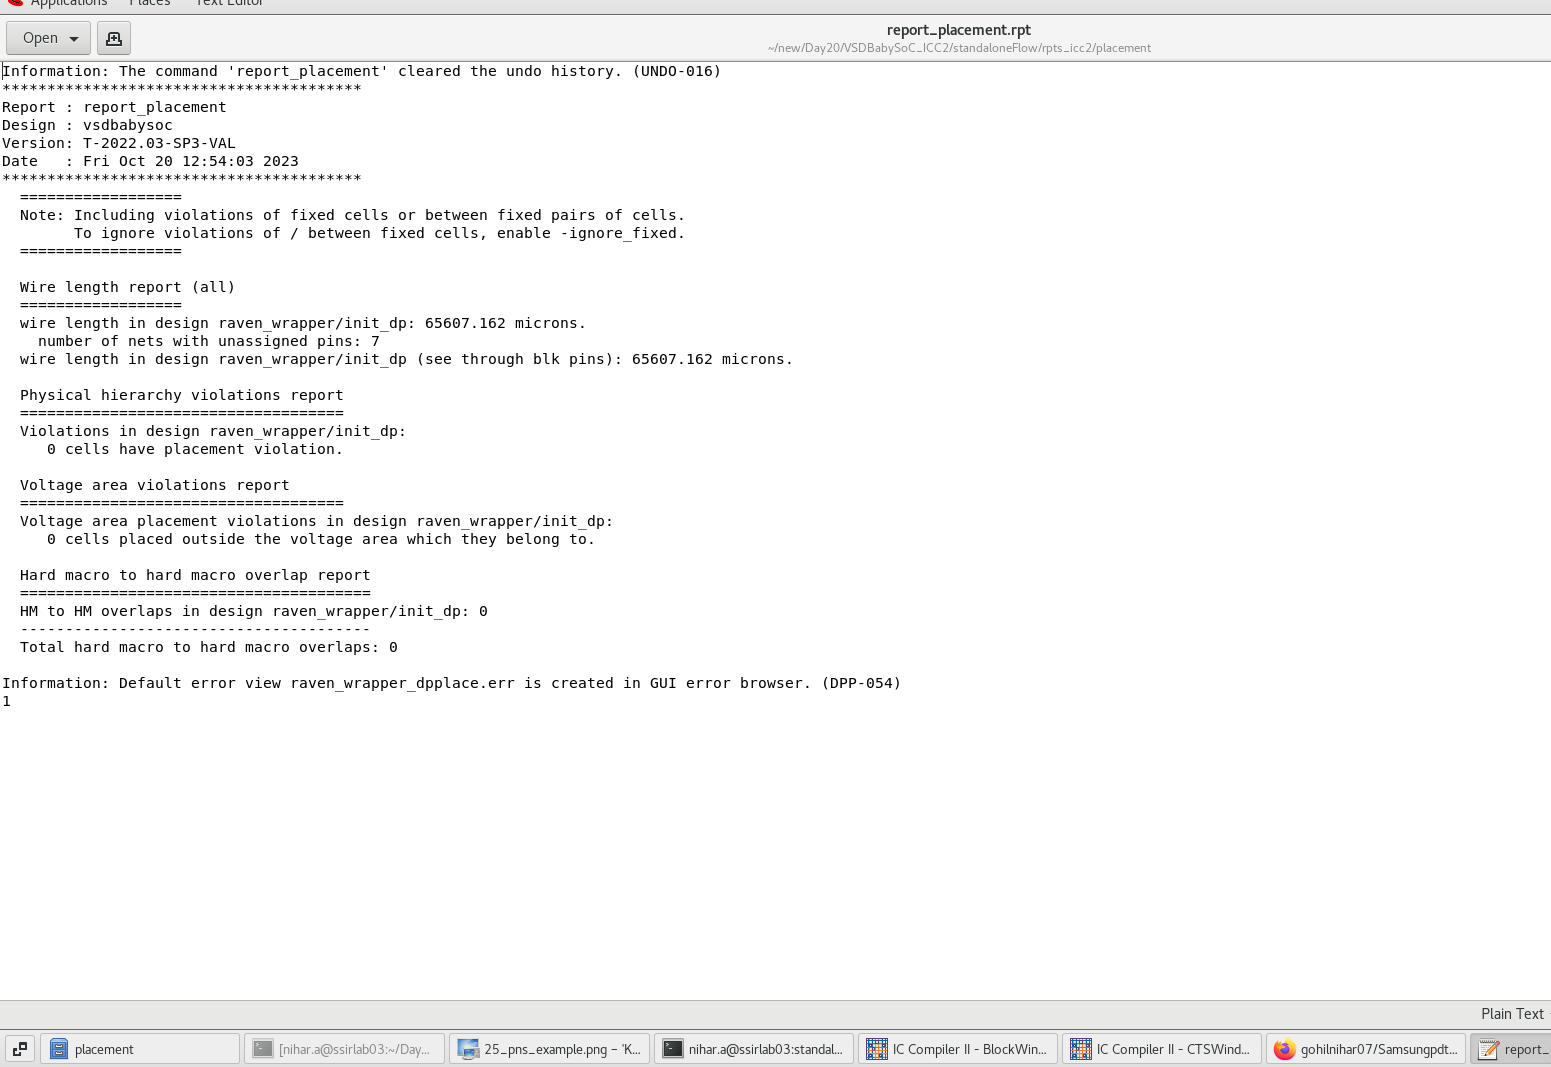 Applications Places Text Editor
Open
report_placement.rpt
~/new/Day20/VSDBabySoC_ICC2/standaloneFlow/rpts_icc2/placement
Information: The command 'report_placement' cleared the undo history. (UNDO-016)
****************************************
Report : report_placement
Design : vsdbabysoc
Version: T-2022.03-SP3-VAL
Date   : Fri Oct 20 12:54:03 2023
****************************************
  ==================
  Note: Including violations of fixed cells or between fixed pairs of cells.
        To ignore violations of / between fixed cells, enable -ignore_fixed.
  ==================
  Wire length report (all)
  ==================
  wire length in design raven_wrapper/init_dp: 65607.162 microns.
    number of nets with unassigned pins: 7
  wire length in design raven_wrapper/init_dp (see through blk pins): 65607.162 microns.
  Physical hierarchy violations report
  ====================================
  Violations in design raven_wrapper/init_dp:
     0 cells have placement violation.
  Voltage area violations report
  ====================================
  Voltage area placement violations in design raven_wrapper/init_dp:
     0 cells placed outside the voltage area which they belong to.
  Hard macro to hard macro overlap report
  =======================================
  HM to HM overlaps in design raven_wrapper/init_dp: 0
  ---------------------------------------
  Total hard macro to hard macro overlaps: 0
Information: Default error view raven_wrapper_dpplace.err is created in GUI error browser. (DPP-054)
1
Plain Text
placement
[nihar.a@ssirlab03:~/Day...
25_pns_example.png – 'K...
nihar.a@ssirlab03:standal...
IC Compiler II - BlockWin...
IC Compiler II - CTSWind...
gohilnihar07/Samsungpdt...
report_